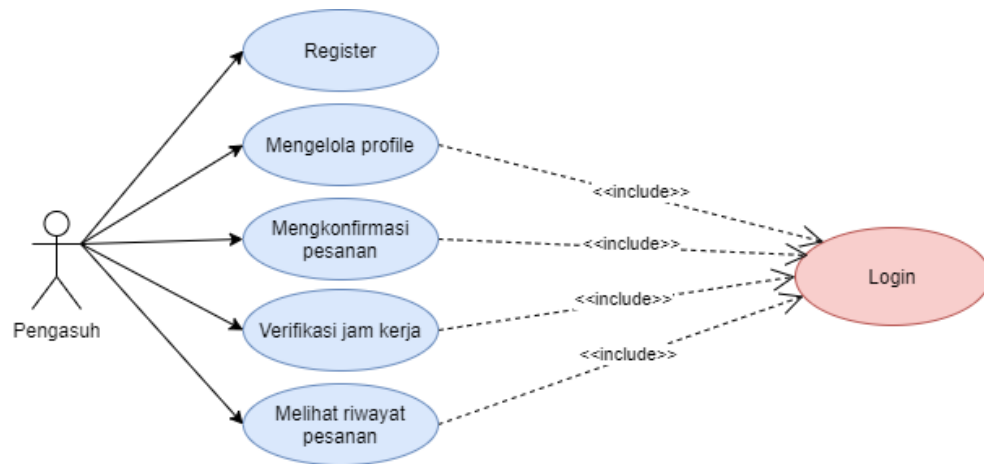 Register
Mengelola profile
<<include>>
Mengkonfirmasi
pesanan
<<include>>
Login
Pengasuh
Verifikasi jam kerja
<<include>>
<<include>>
Melihat riwayat
pesanan